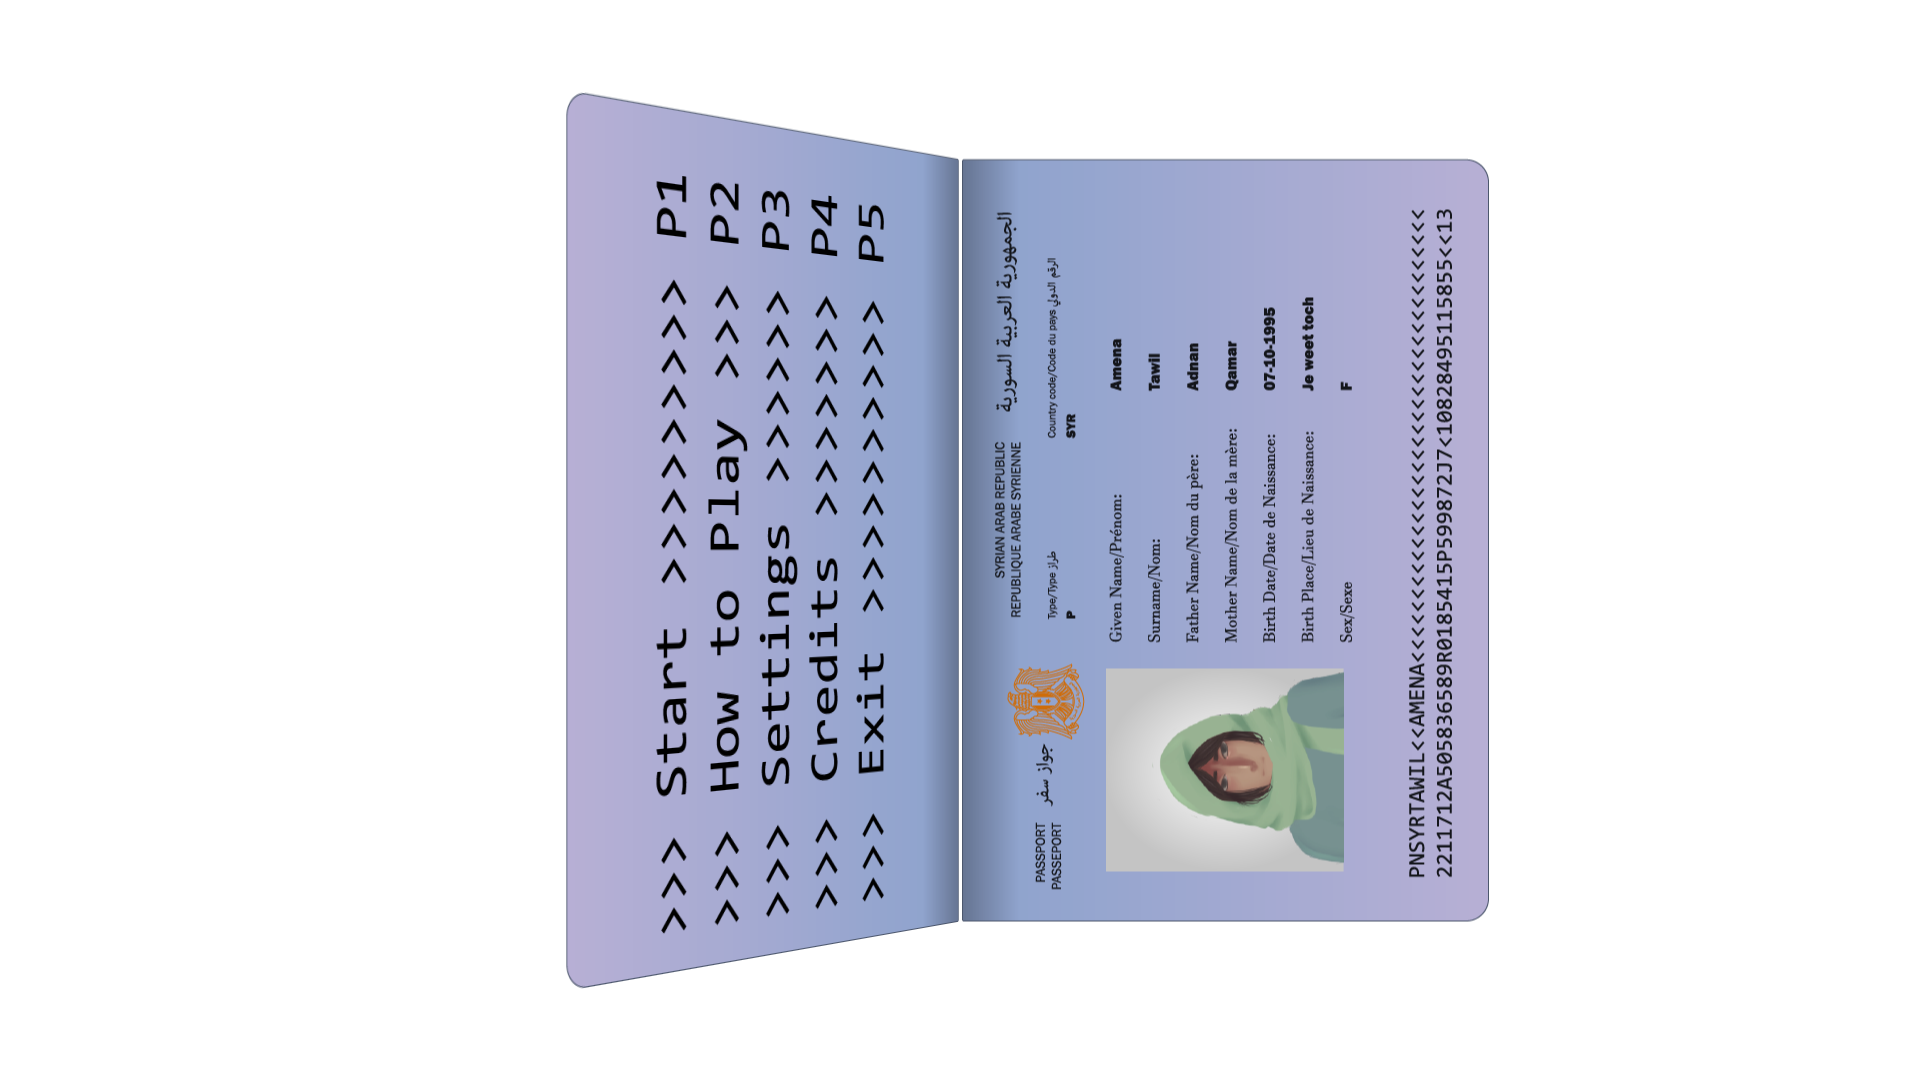 >>> Start >>>>>>>>> P1
>>> How to Play >>> P2
>>> Settings >>>>>> P3
>>> Credits >>>>>>> P4
>>> Exit >>>>>>>>>> P5
SYRIAN ARAB REPUBLIC
REPUBLIQUE ARABE SYRIENNE
الجمهورية العربية السورية
PASSPORT
PASSEPORT
جواز سفر
Type/Type طراز
P
Country code/Code du pays الرقم الدولي
SYR
Given Name/Prénom: Amena
Surname/Nom: Tawil
Father Name/Nom du père: Adnan
Mother Name/Nom de la mère: Qamar
Birth Date/Date de Naissance: 07-10-1995
Birth Place/Lieu de Naissance: Je weet toch
Sex/Sexe F
PNSYRTAWIL<<AMENA<<<<<<<<<<<<<<<<<<<<<<<<<<<<<<<<<<<
2211712A5058365589R0185415P599872J7<10828495115855<<13